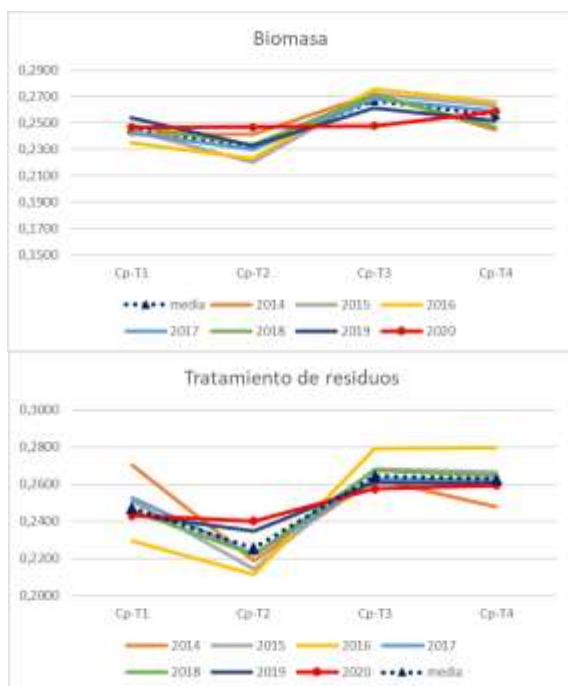 Biomasa
0,2900
0,2700
0,2500
0,2300
0,2100
0,1900
0,1700
0,1500
Cp-T1 Cp-T2 Cp-T3 Cp-T4
media 2014 2015 2016
2017 2018 2019 2020
Tratamiento de residuos
0,3000
0,2800
0,2600
0,2400
0,2200
0,2000
Cp-T1 Cp-T2 Cp-T3 Cp-T4
2014 2015 2016 2017
2018 2019 2020 media